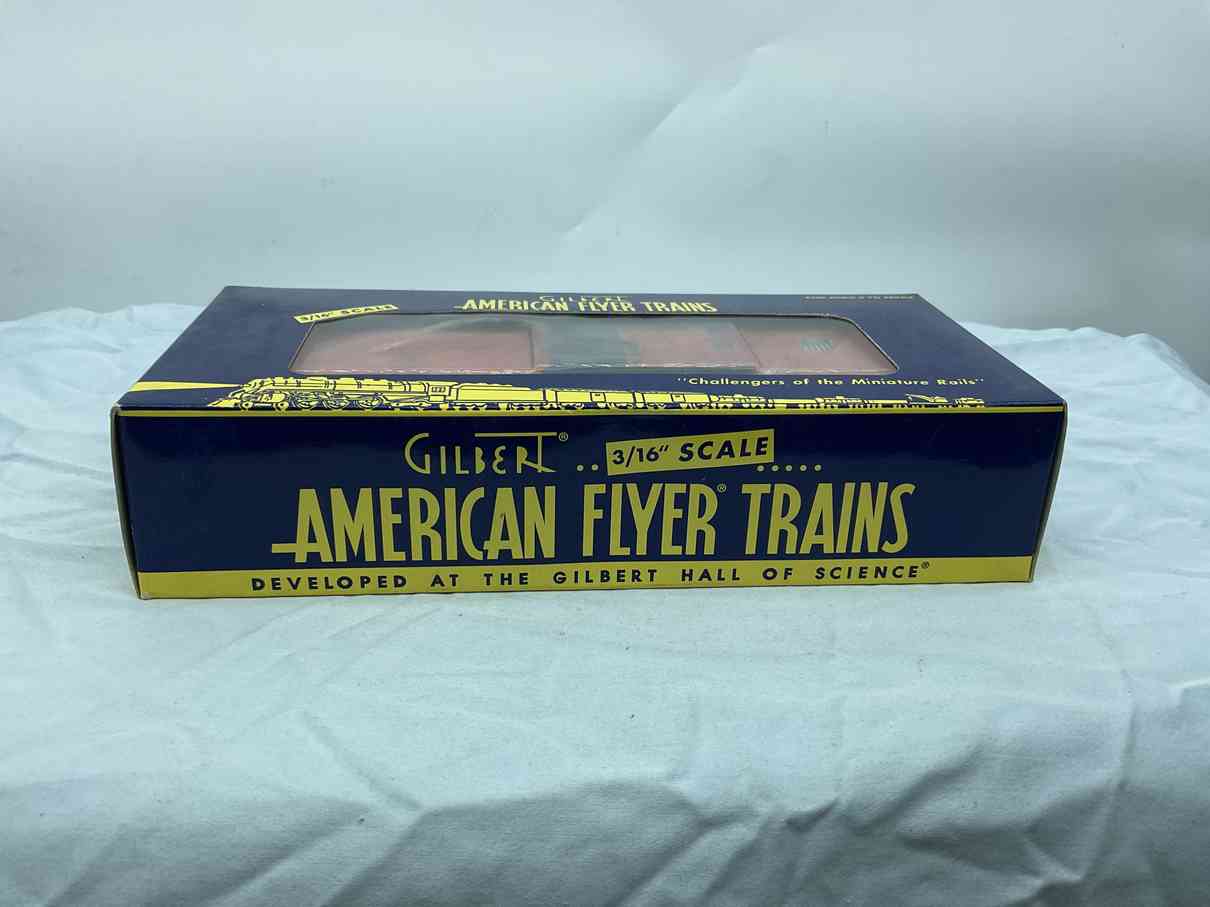 GILBERT
3/16" SCALE
AMERICAN FLYER TRAINS
"Challengers of the Miniature Rails"
GILBERT® .. 3/16" SCALE .....
AMERICAN FLYER® TRAINS
DEVELOPED AT THE GILBERT HALL OF SCIENCE®